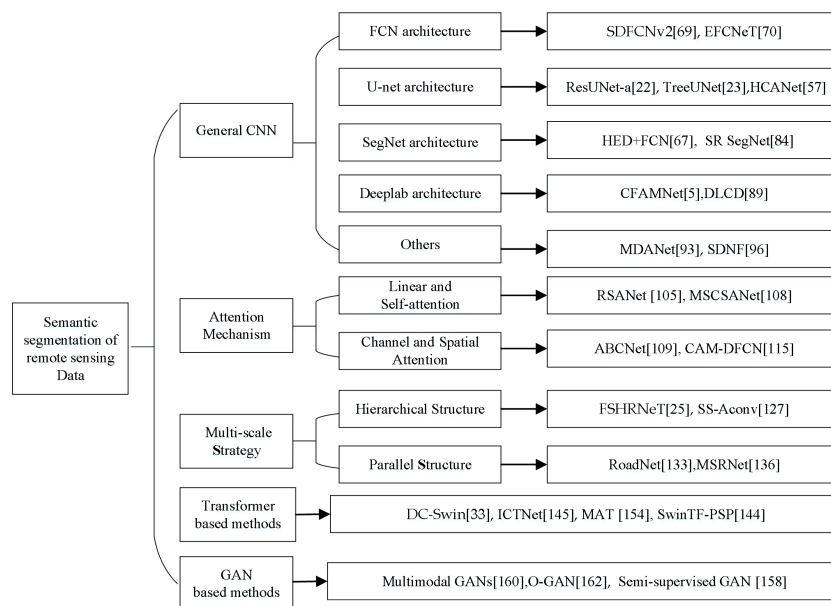 FCN architecture
SDFCNv2[69], EFCNeT[70]
U-net architecture
ResUNet-a[22], TreeUNet[23],HCANet[57]
General CNN
SegNet architecture
HED+FCN[67], SR SegNet[84]
Deeplab architecture
CFAMNet[5],DLCD[89]
Others
MDANet[93], SDNF[96]
Semantic
segmentation of
remote sensing
Data
Attention
Mechanism
Linear and
Self-attention
RSANet [105], MSCSANet[108]
Channel and Spatial
Attention
ABCNet[109], CAM-DFCN[115]
Multi-scale
Strategy
Hierarchical Structure
FSHRNeT[25], SS-Aconv[127]
Parallel Structure
RoadNet[133],MSRNet[136]
Transformer
based methods
DC-Swin[33], ICTNet[145], MAT [154], SwinTF-PSP[144]
GAN
based methods
Multimodal GANs[160],O-GAN[162], Semi-supervised GAN [158]